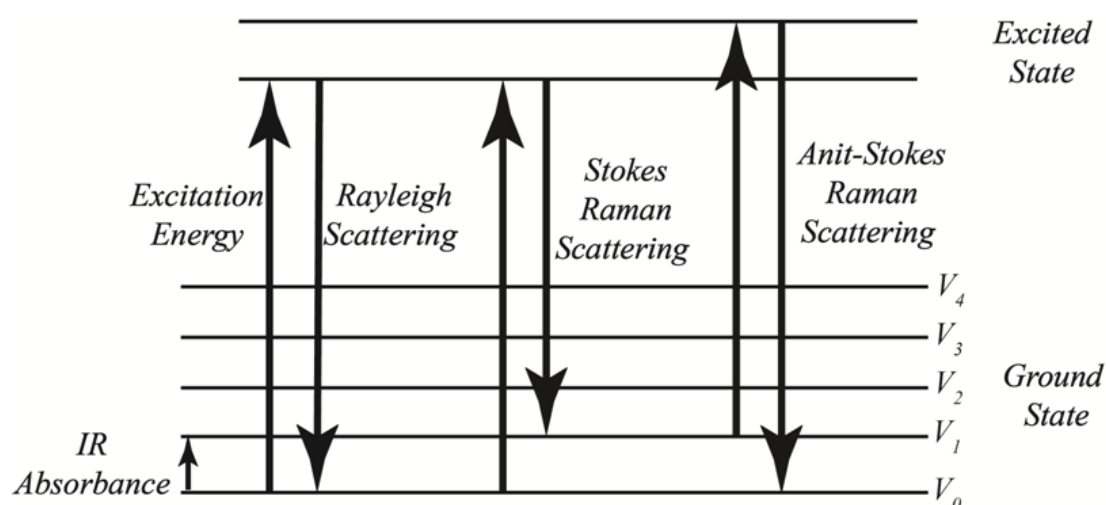 Excited
State
Excitation
Energy
Rayleigh
Scattering
Stokes
Raman
Scattering
Anit-Stokes
Raman
Scattering
V4
V3
V2
V1
V0
Ground
State
IR
Absorbance